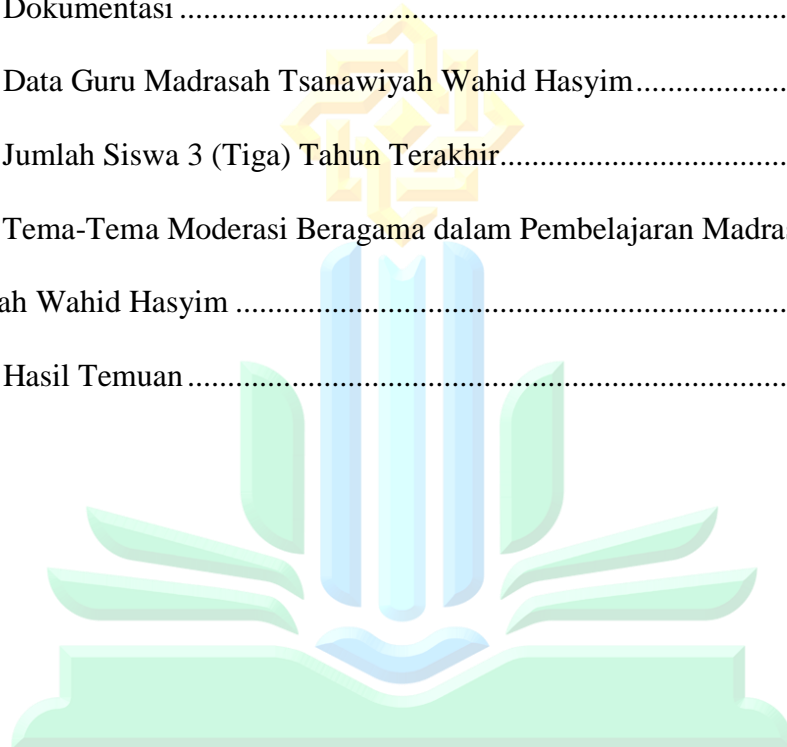 Dokumentasi ......................................................................................
Data Guru Madrasah Tsanawiyah Wahid Hasyim...................
Jumlah Siswa 3 (Tiga) Tahun Terakhir....................................
Tema-Tema Moderasi Beragama dalam Pembelajaran Madras
ah Wahid Hasyim ......................................................................
Hasil Temuan .............................................................................